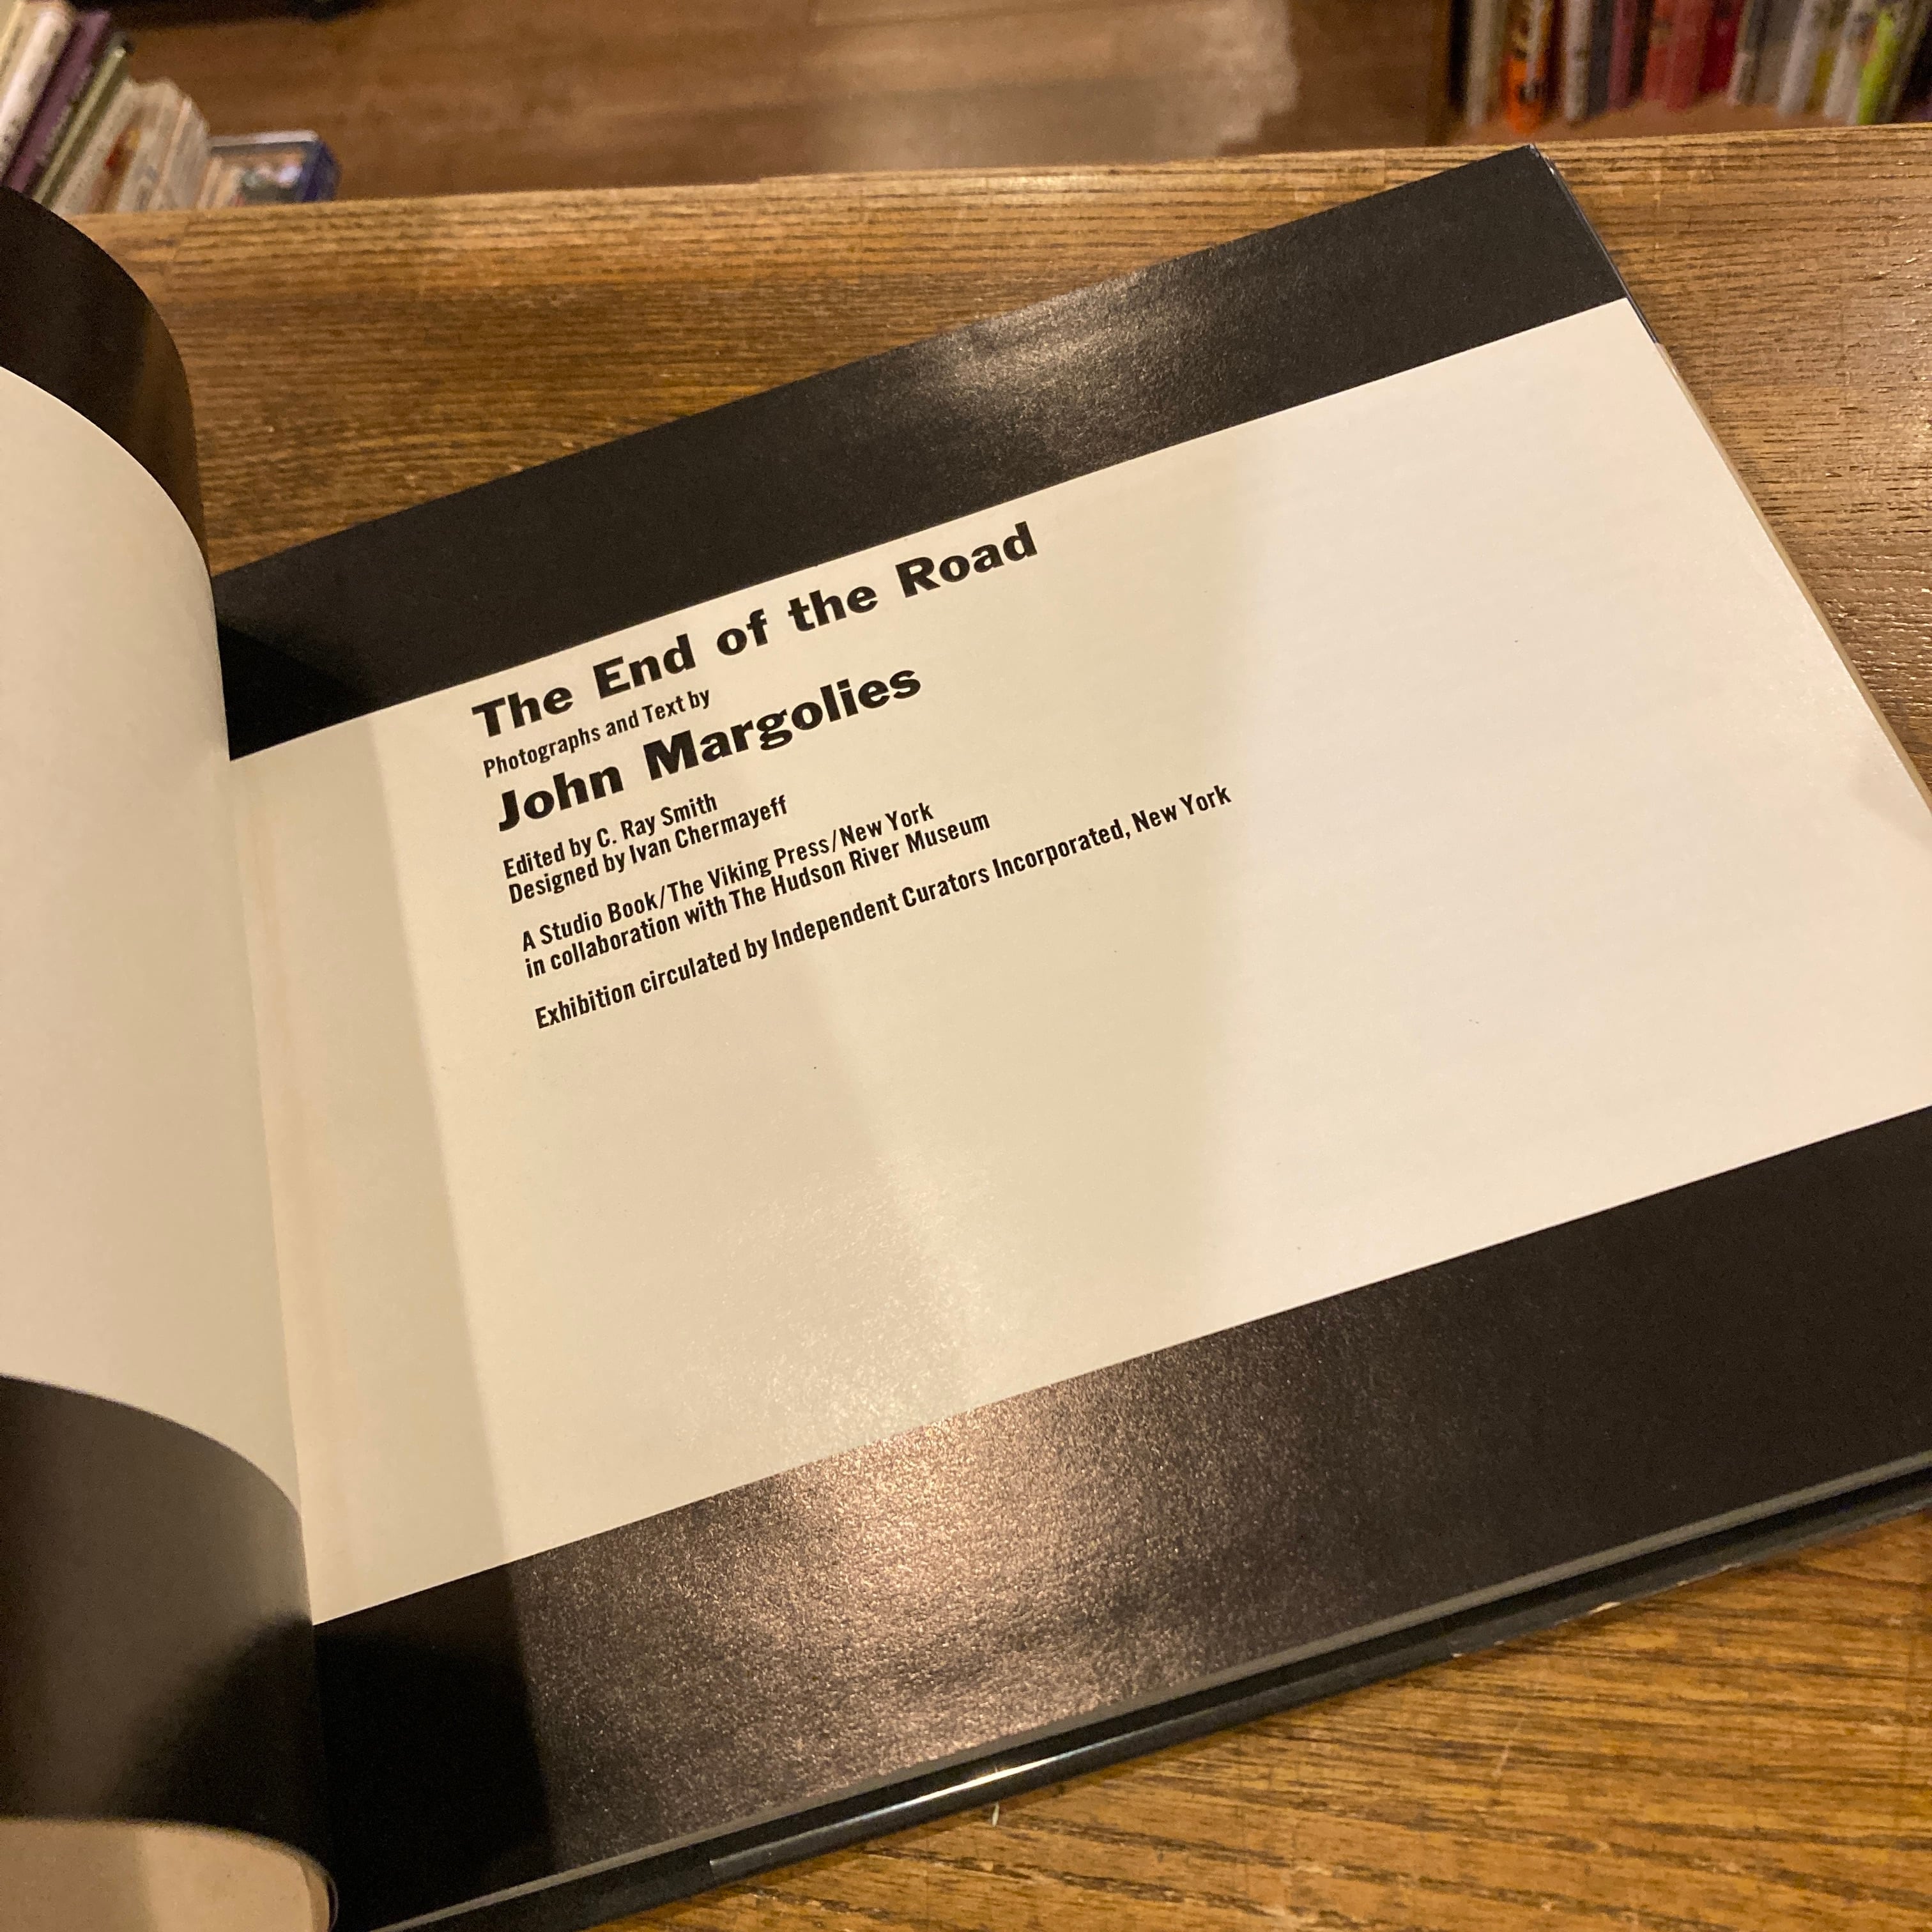 The End of the Road
Photographs and Text by
John Margolies
Edited by C. Ray Smith
Designed by Ivan Chermayeff
A Studio Book/The Viking Press/New York
in collaboration with The Hudson River Museum
Exhibition circulated by Independent Curators Incorporated, New York